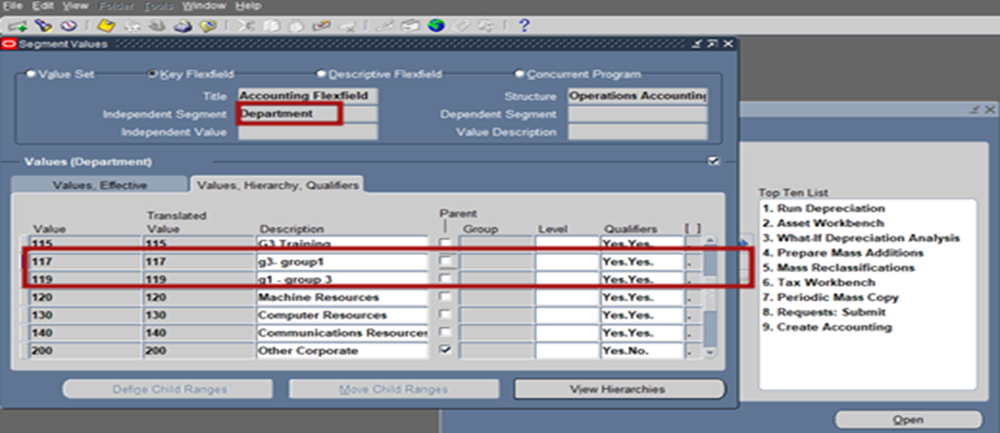 File Edit View Folder Tools Window Help
Segment Values
Value Set Key Flexfield Descriptive Flexfield Concurrent Program
Title Accounting Flexfield Structure Operations Accounting
Independent Segment Department Dependent Segment
Independent Value Value Description
Values (Department)
Values, Effective Values, Hierarchy, Qualifiers
Translated Parent
Value Value Description Group Level Qualifiers [ ]
115 115 G3 Training Yes.Yes. .
117 117 g3- group1 Yes.Yes. .
119 119 g1 - group 3 Yes.Yes. .
120 120 Machine Resources Yes.Yes. .
130 130 Computer Resources Yes.Yes. .
140 140 Communications Resources Yes.Yes. .
200 200 Other Corporate Yes.No. .
Define Child Ranges Move Child Ranges View Hierarchies
Top Ten List
1. Run Depreciation
2. Asset Workbench
3. What-If Depreciation Analysis
4. Prepare Mass Additions
5. Mass Reclassifications
6. Tax Workbench
7. Periodic Mass Copy
8. Requests: Submit
9. Create Accounting
Open